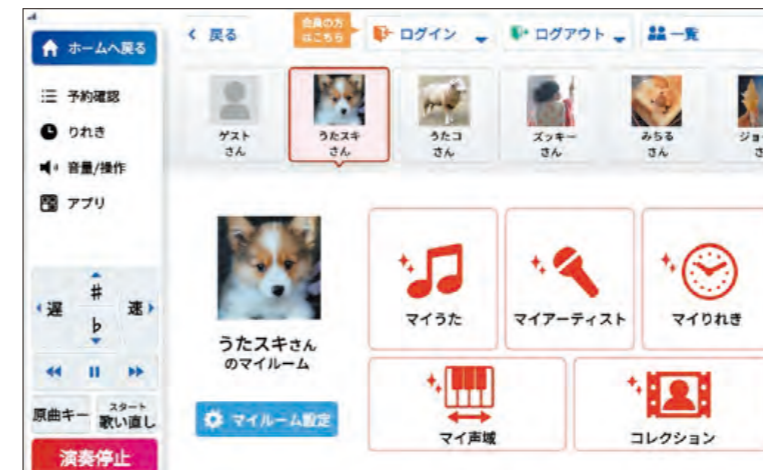 ホームへ戻る
予約確認
りれき
音量/操作
アプリ
♯
遅
速
♭
原曲キー
スタート
歌い直し
演奏停止
戻る
会員の方
はこちら
ログイン
ログアウト
一覧
ゲスト
さん
うたスキ
さん
うたコ
さん
ズッキー
さん
みちる
さん
ジョー
さ
うたスキさん
のマイルーム
マイルーム設定
マイうた
マイアーティスト
マイりれき
マイ声域
コレクション